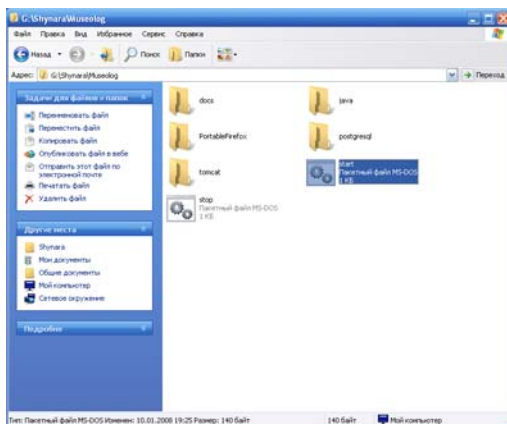 G:\Shynara\Museolog
Файл Правка Вид Избранное Сервис Справка
Назад Поиск Папки
Адрес: G:\Shynara\Museolog Переход
Задачи для файлов и папок
Переименовать файл
Переместить файл
Копировать файл
Опубликовать файл в вебе
Отправить этот файл по
электронной почте
Печатать файл
Удалить файл
Другие места
Shynara
Мои документы
Общие документы
Мой компьютер
Сетевое окружение
Подробно
docs
java
PortableFirefox
postgresql
tomcat
start
Пакетный файл MS-DOS
1 КБ
stop
Пакетный файл MS-DOS
1 КБ
Тип: Пакетный файл MS-DOS Изменен: 10.01.2008 19:25 Размер: 140 байт 140 байт Мой компьютер